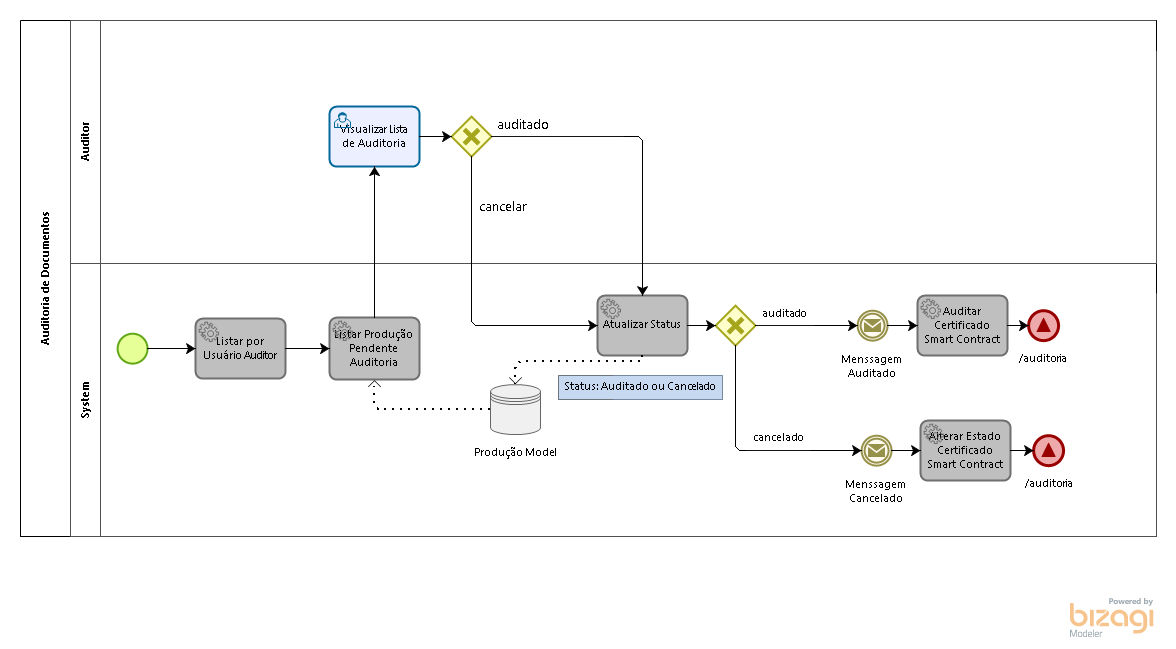 Auditoria de Documentos
Auditor
Visualizar Lista
de Auditoria
auditado
cancelar
System
Listar por
Usuário Auditor
Listar Produção
Pendente
Auditoria
Atualizar Status
Status: Auditado ou Cancelado
Produção Model
auditado
Menssagem
Auditado
Auditar
Certificado
Smart Contract
/auditoria
cancelado
Menssagem
Cancelado
Alterar Estado
Certificado
Smart Contract
/auditoria
Powered by
bizagi
Modeler